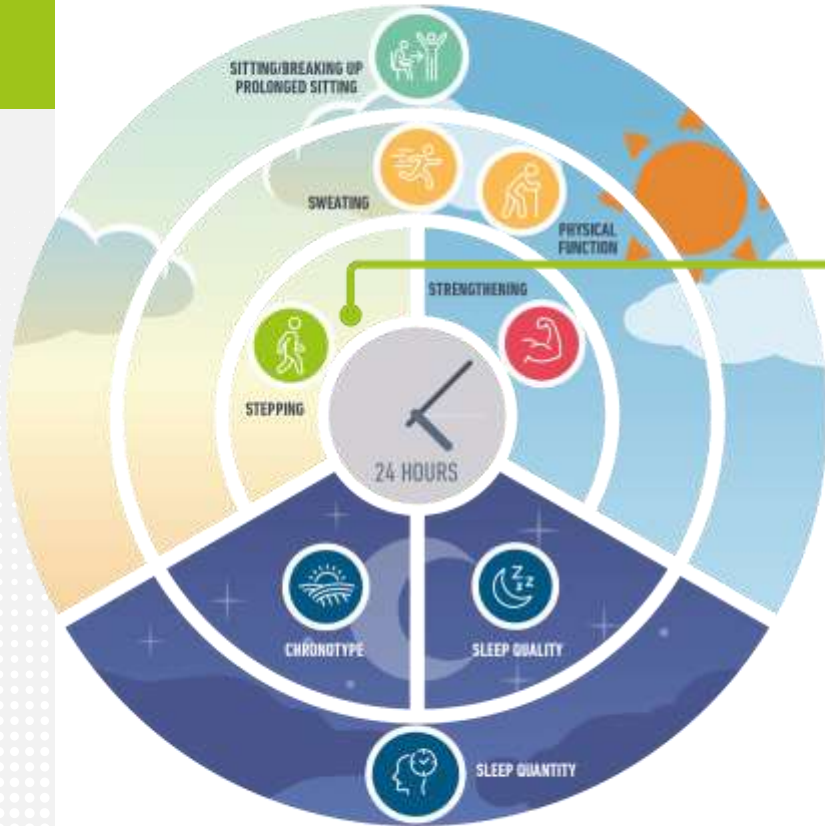 SITTING/BREAKING UP
PROLONGED SITTING
SWEATING
PHYSICAL
FUNCTION
STRENGTHENING
STEPPING
24 HOURS
CHRONOTYPE
SLEEP QUALITY
SLEEP QUANTITY